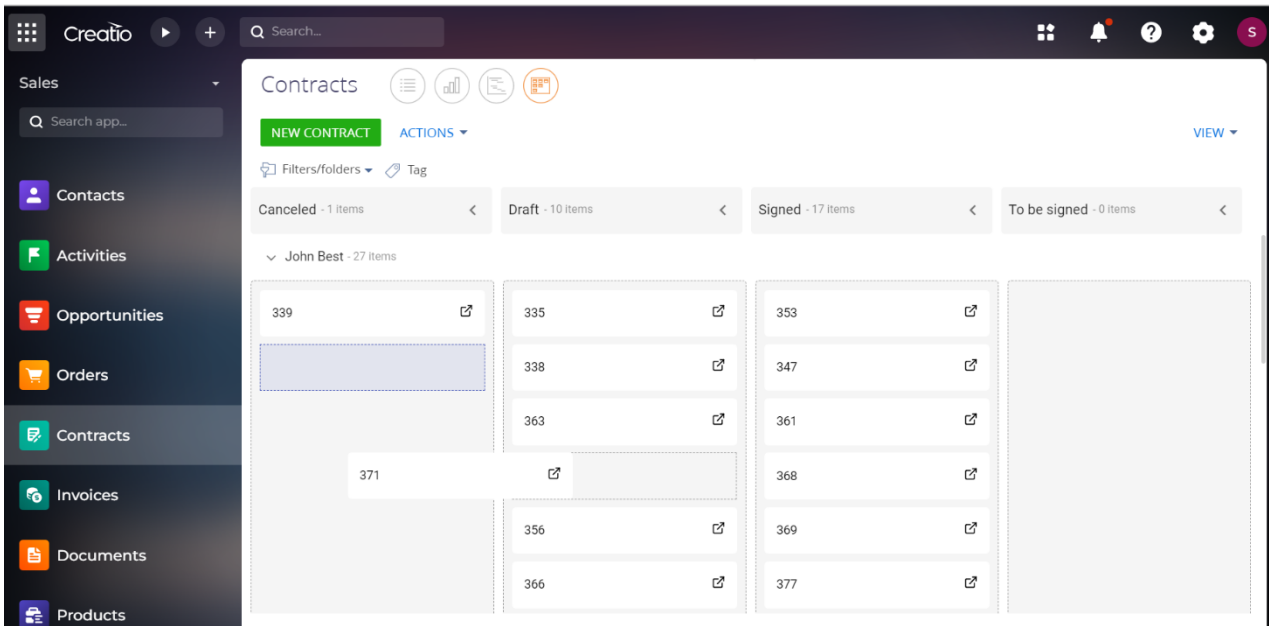 Creatio
Search...
S
Sales
Search app...
Contacts
Activities
Opportunities
Orders
Contracts
Invoices
Documents
Products
Contracts
NEW CONTRACT ACTIONS VIEW
Filters/folders Tag
Canceled - 1 items Draft - 10 items Signed - 17 items To be signed - 0 items
John Best - 27 items
339 335 353
338 347
363 361
371 368
356 369
366 377